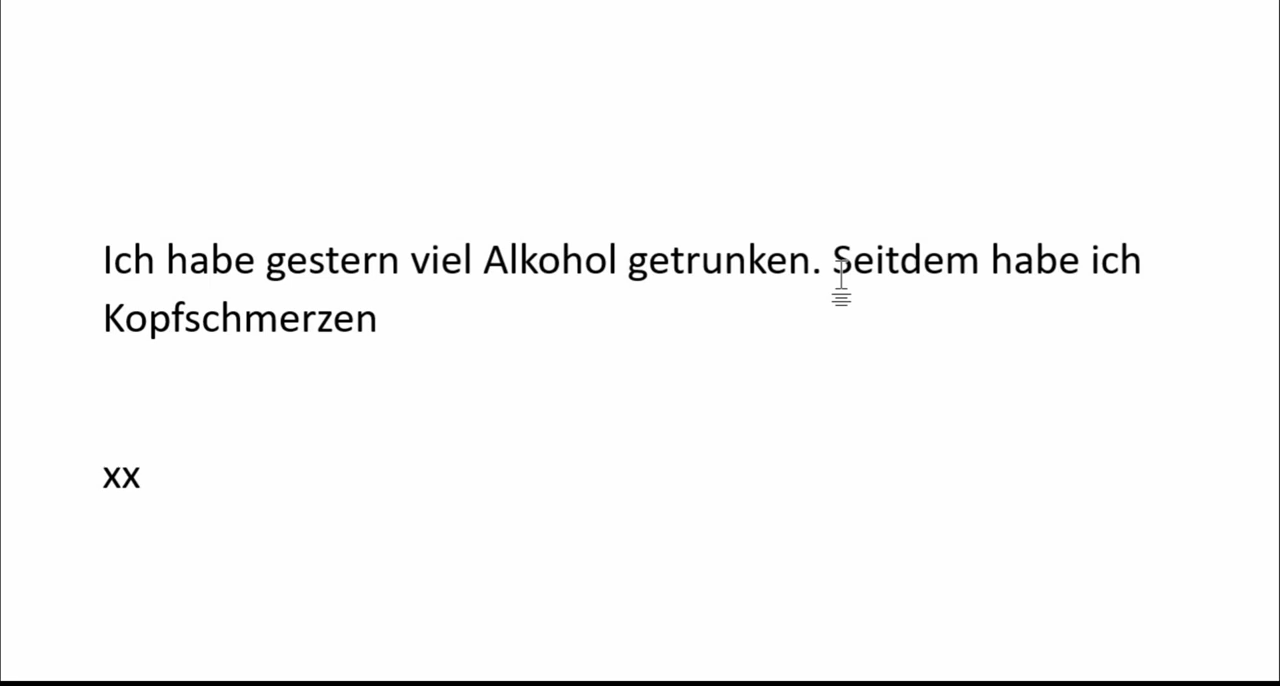 Ich habe gestern viel Alkohol getrunken. Seitdem habe ich
Kopfschmerzen
xx